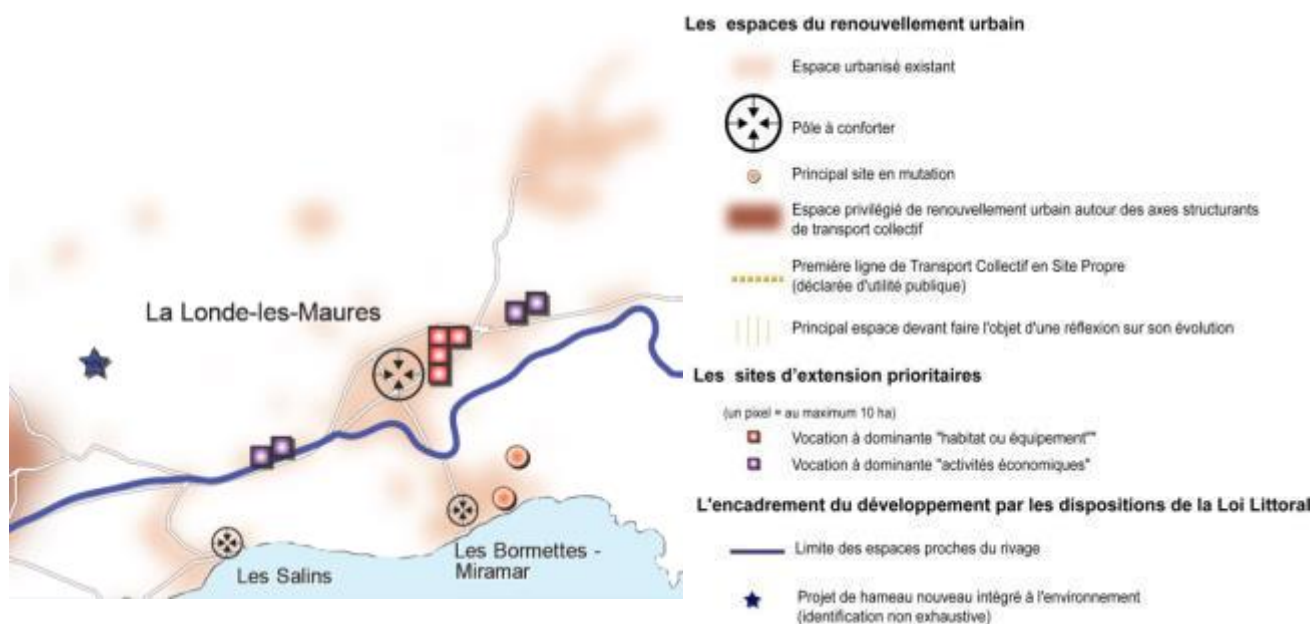 La Londe-les-Maures
Les Salins
Les Bormettes -
Miramar
Les espaces du renouvellement urbain
Espace urbanisé existant
Pôle à conforter
Principal site en mutation
Espace privilégié de renouvellement urbain autour des axes structurants
de transport collectif
Première ligne de Transport Collectif en Site Propre
(déclarée d'utilité publique)
Principal espace devant faire l'objet d'une réflexion sur son évolution
Les sites d'extension prioritaires
(un pixel = au maximum 10 ha)
Vocation à dominante "habitat ou équipement""
Vocation à dominante "activités économiques"
L'encadrement du développement par les dispositions de la Loi Littoral
Limite des espaces proches du rivage
Projet de hameau nouveau intégré à l'environnement
(identification non exhaustive)